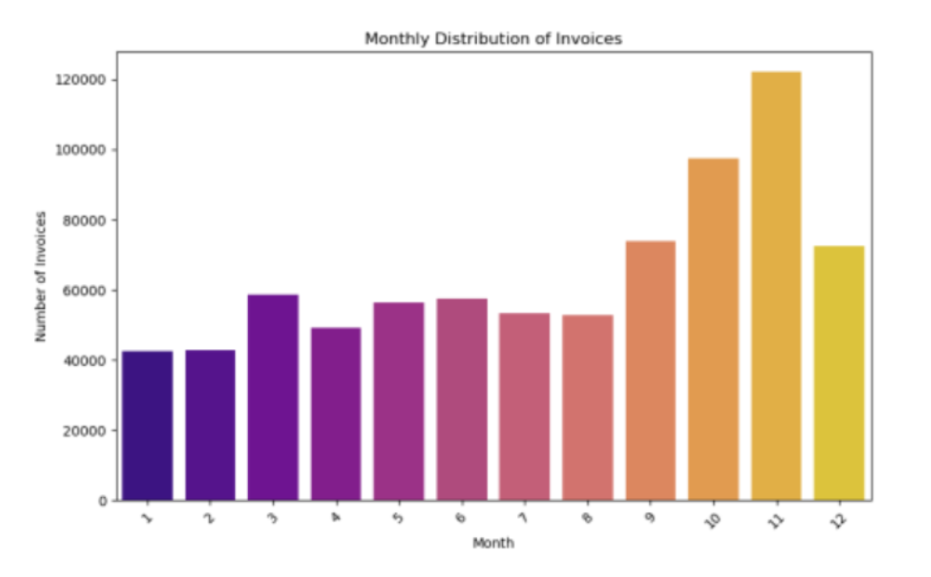 Monthly Distribution of Invoices
120000
100000
80000
60000
40000
20000
0
Number of Invoices
1 2 3 4 5 6 7 8 9 10 11 12
Month